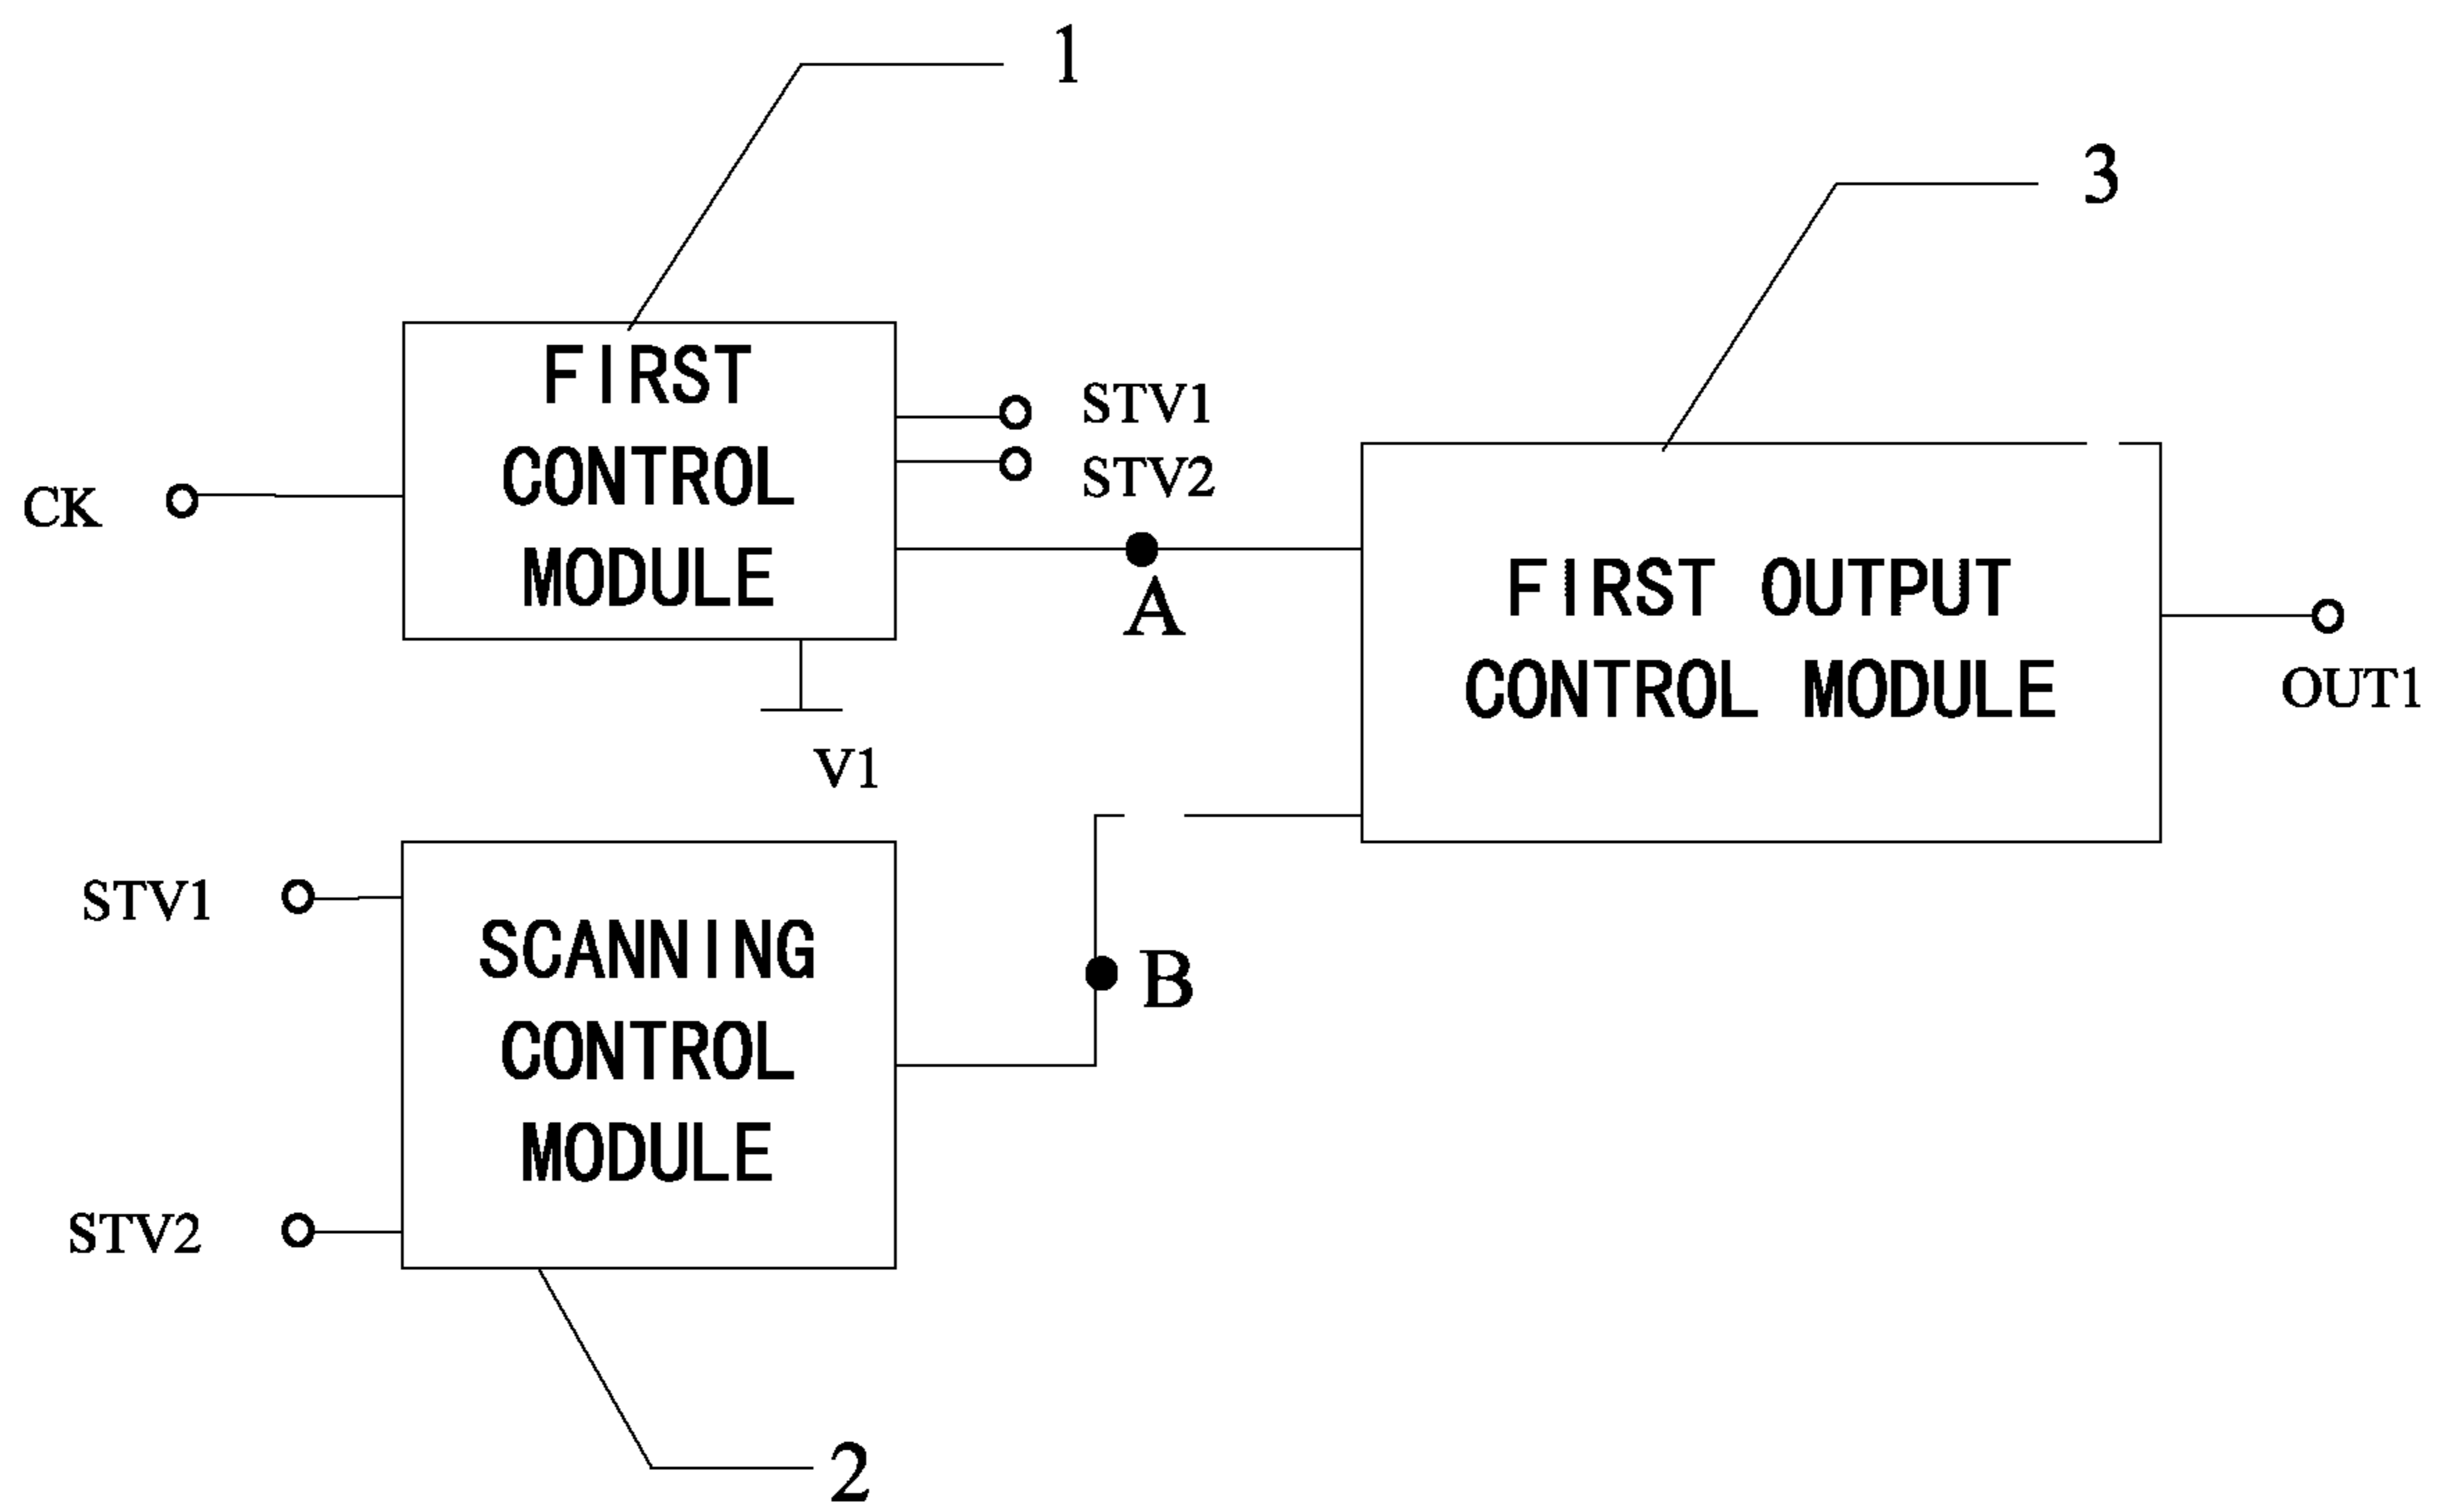 1
3
FIRST
CONTROL
MODULE
STV1
STV2
CK
A
FIRST OUTPUT
CONTROL MODULE
OUT1
V1
STV1
SCANNING
CONTROL
MODULE
B
STV2
2